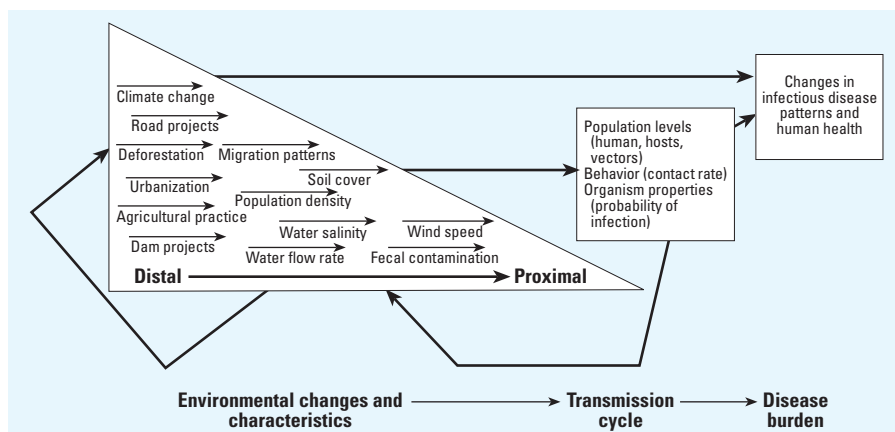 Climate change
Road projects
Deforestation
Migration patterns
Soil cover
Urbanization
Population density
Agricultural practice
Water salinity
Wind speed
Dam projects
Water flow rate
Fecal contamination
Distal
Proximal
Population levels
(human, hosts,
vectors)
Behavior (contact rate)
Organism properties
(probability of
infection)
Changes in
infectious disease
patterns and
human health
Environmental changes and
characteristics
Transmission
cycle
Disease
burden